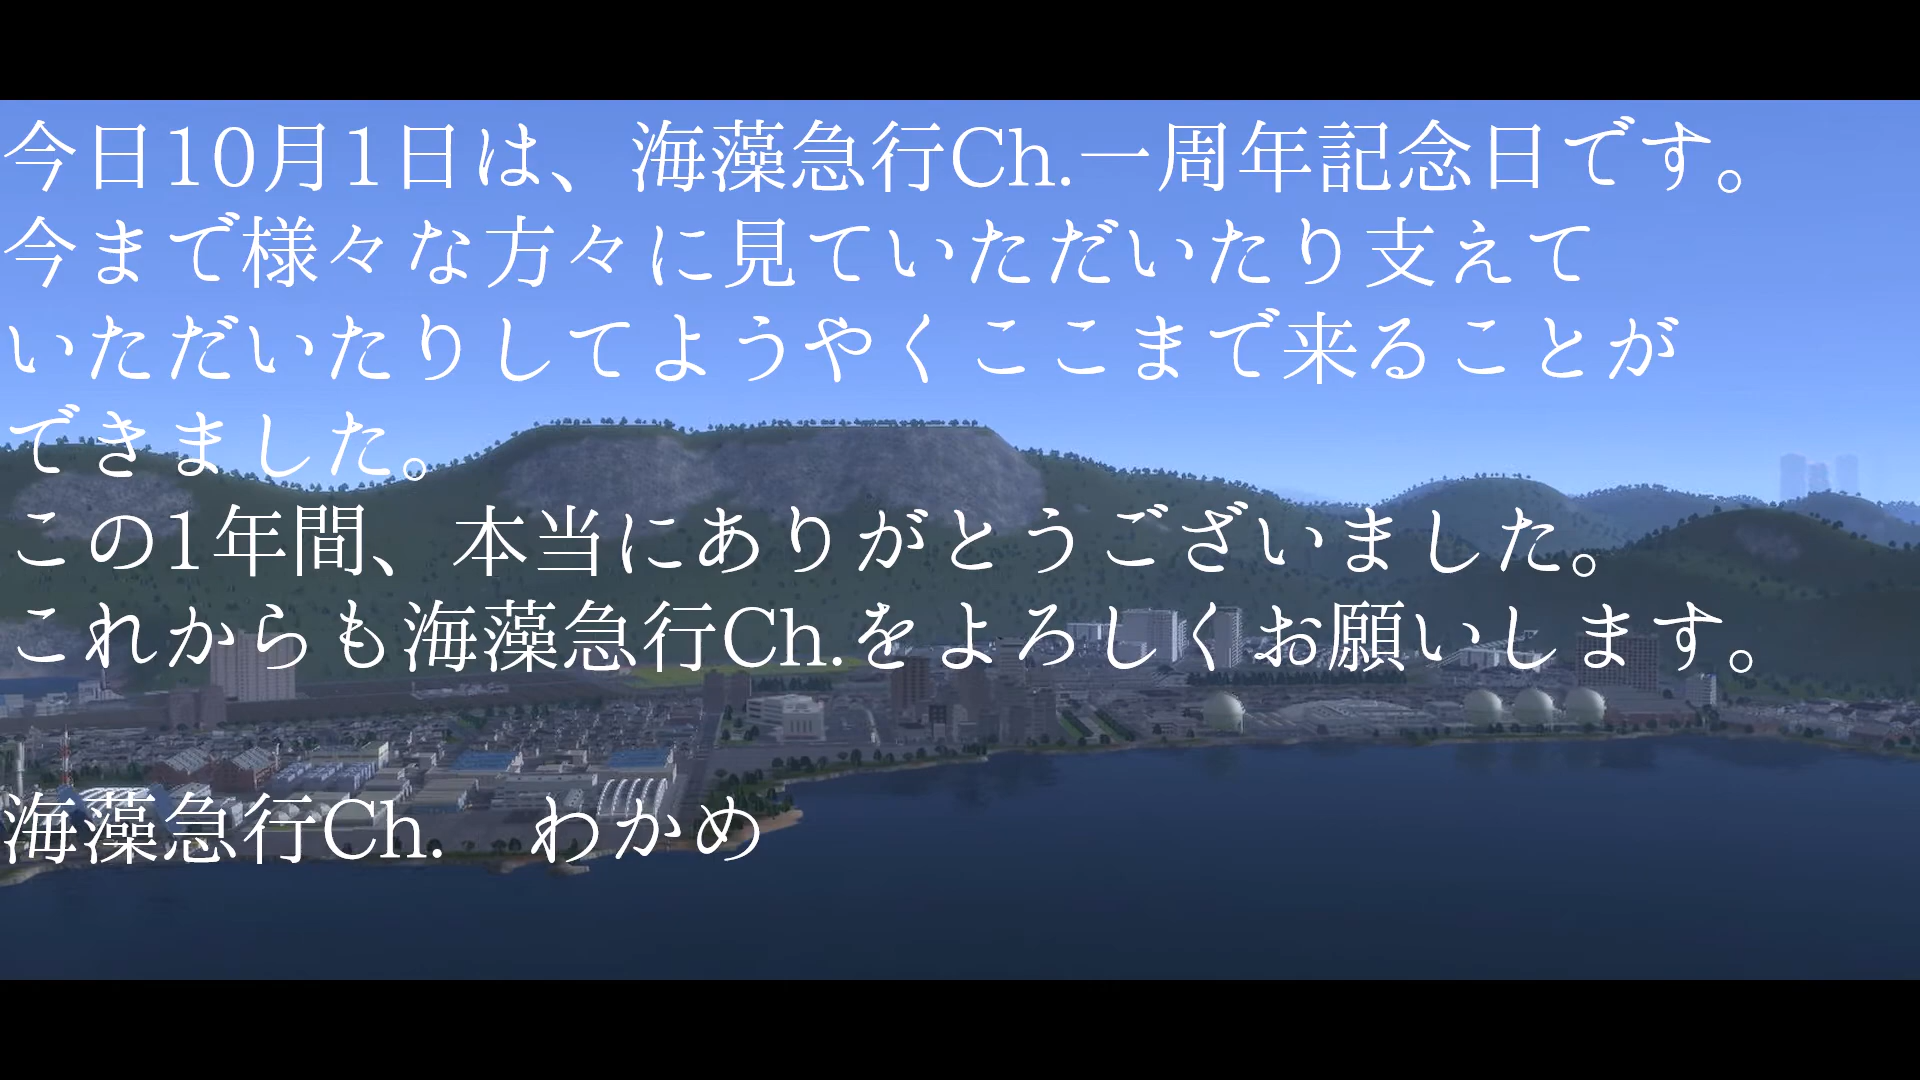 今日10月1日は、海藻急行Ch.一周年記念日です。
今まで様々な方々に見ていただいたり支えて
いただいたりしてようやくここまで来ることが
できました。
この1年間、本当にありがとうございました。
これからも海藻急行Ch.をよろしくお願いします。
海藻急行Ch.　わかめ